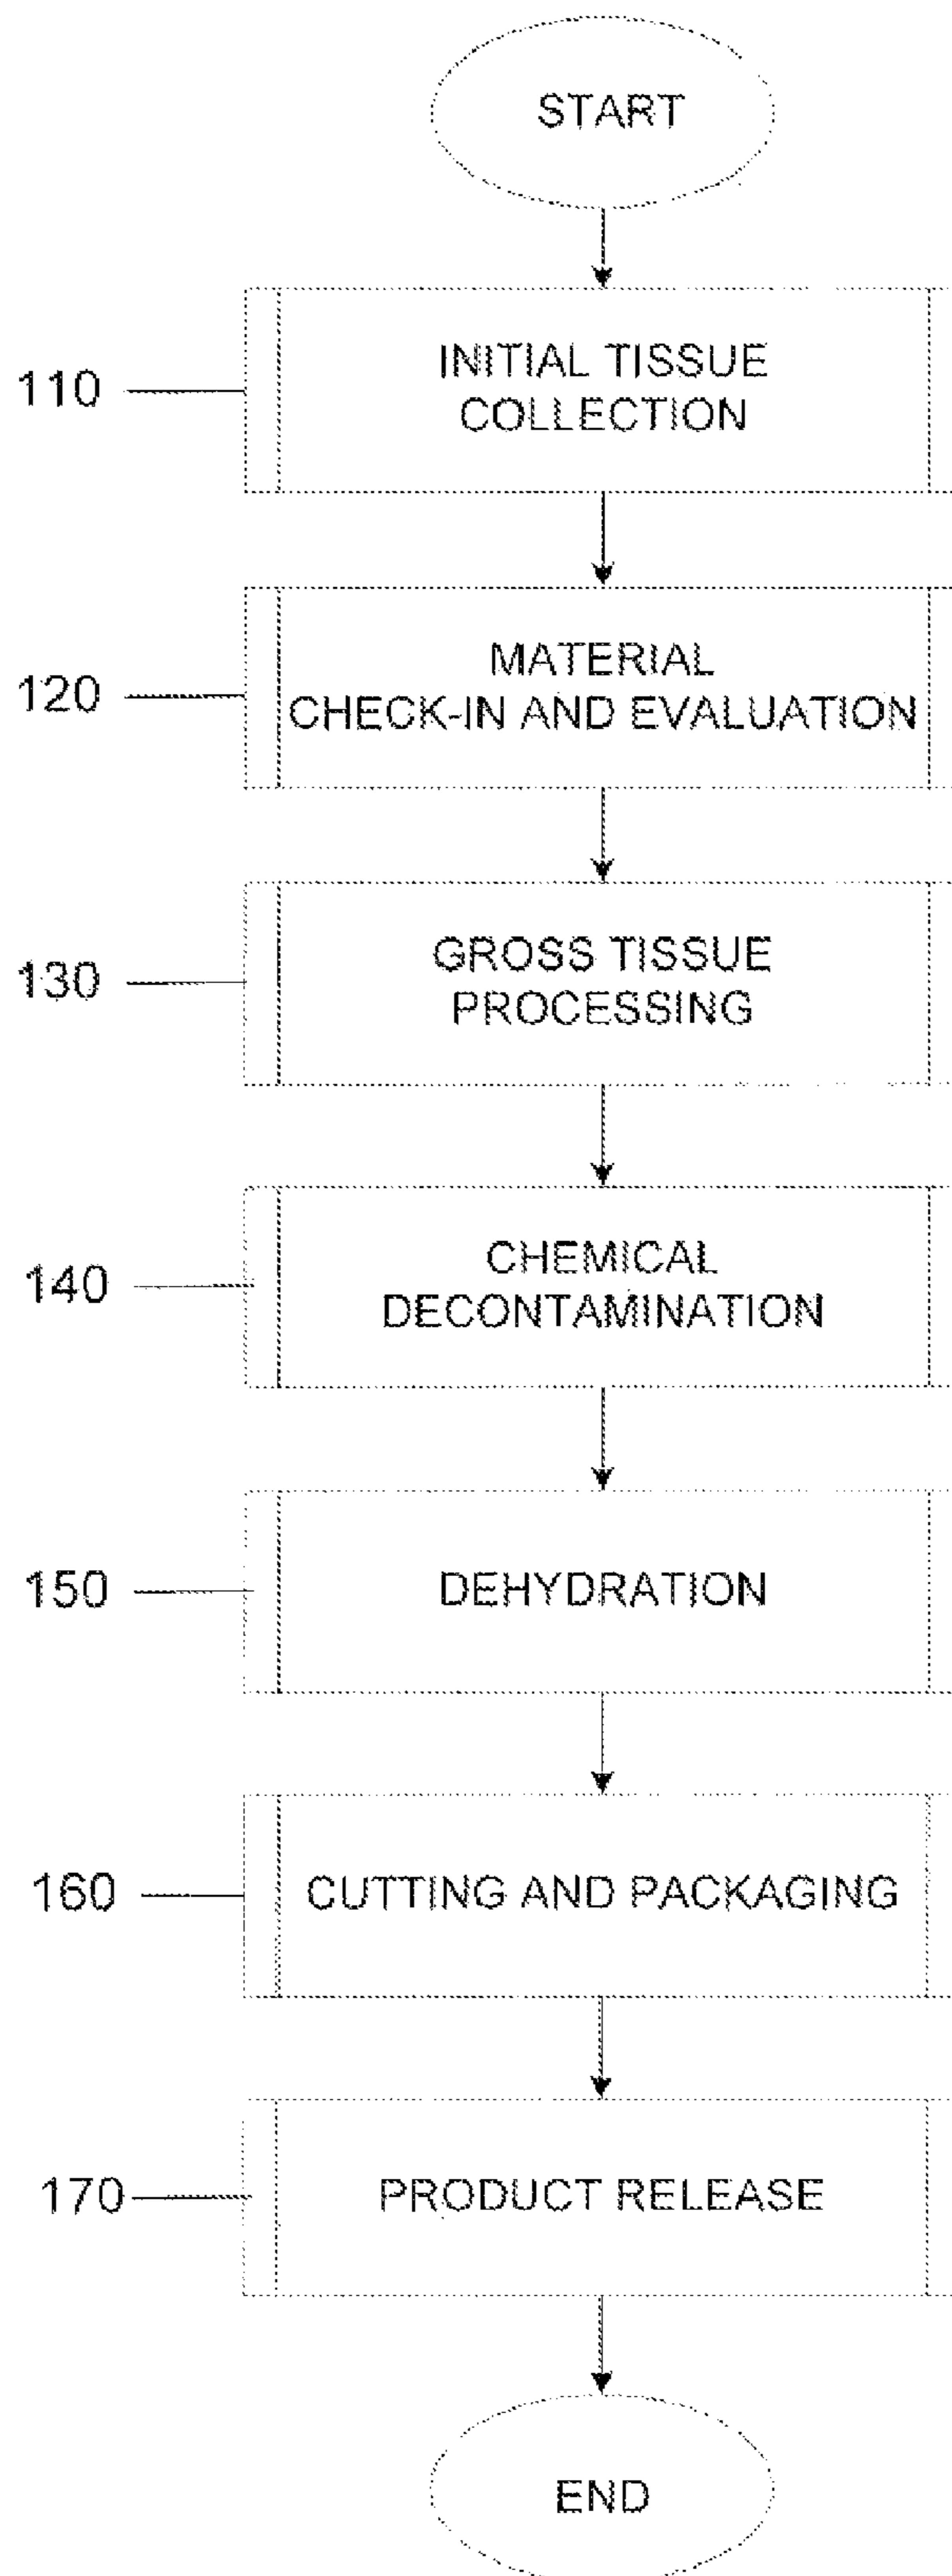 START
110
INITIAL TISSUE
COLLECTION
120
MATERIAL
CHECK-IN AND EVALUATION
130
GROSS TISSUE
PROCESSING
140
CHEMICAL
DECONTAMINATION
150
DEHYDRATION
160
CUTTING AND PACKAGING
170
PRODUCT RELEASE
END